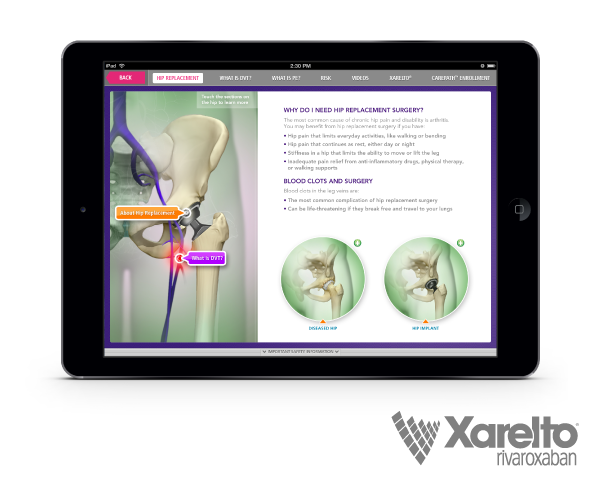 iPad
2:30 PM
BACK
HIP REPLACEMENT
WHAT IS DVT?
WHAT IS PE?
RISK
VIDEOS
XARELTO®
CAREPATH™ ENROLLMENT
Touch the sections on
the hip to learn more
About Hip Replacement
What is DVT?
WHY DO I NEED HIP REPLACEMENT SURGERY?
The most common cause of chronic hip pain and disability is arthritis.
You may benefit from hip replacement surgery if you have:
• Hip pain that limits everyday activities, like walking or bending
• Hip pain that continues at rest, either day or night
• Stiffness in a hip that limits the ability to move or lift the leg
• Inadequate pain relief from anti-inflammatory drugs, physical therapy,
or walking supports
BLOOD CLOTS AND SURGERY
Blood clots in the leg veins are:
• The most common complication of hip replacement surgery
• Can be life-threatening if they break free and travel to your lungs
DISEASED HIP
HIP IMPLANT
IMPORTANT SAFETY INFORMATION
Xarelto®
rivaroxaban